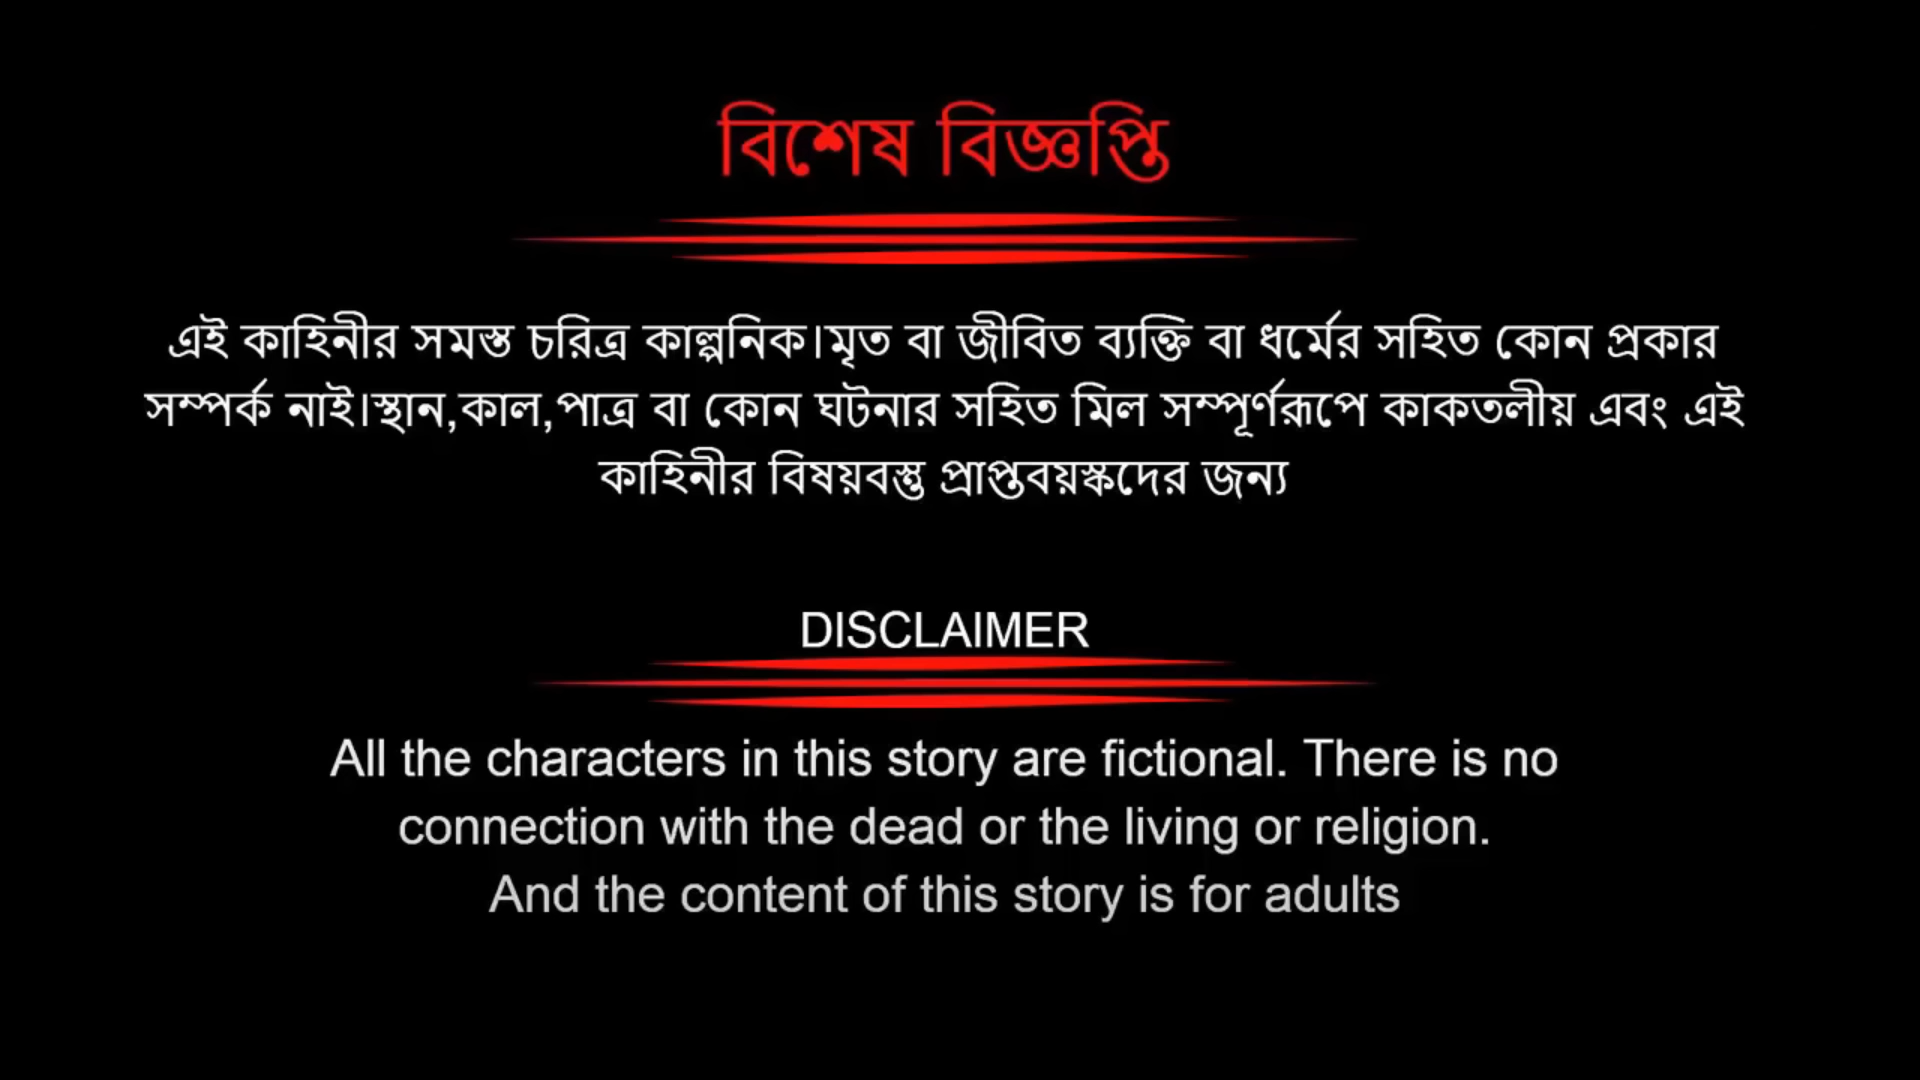 বিশেষ বিজ্ঞপ্তি
এই কাহিনীর সমস্ত চরিত্র কাল্পনিক।মৃত বা জীবিত ব্যক্তি বা ধর্মের সহিত কোন প্রকার
সম্পর্ক নাই।স্থান,কাল,পাত্র বা কোন ঘটনার সহিত মিল সম্পূর্ণরূপে কাকতলীয় এবং এই
কাহিনীর বিষয়বস্তু প্রাপ্তবয়স্কদের জন্য
DISCLAIMER
All the characters in this story are fictional. There is no
connection with the dead or the living or religion.
And the content of this story is for adults